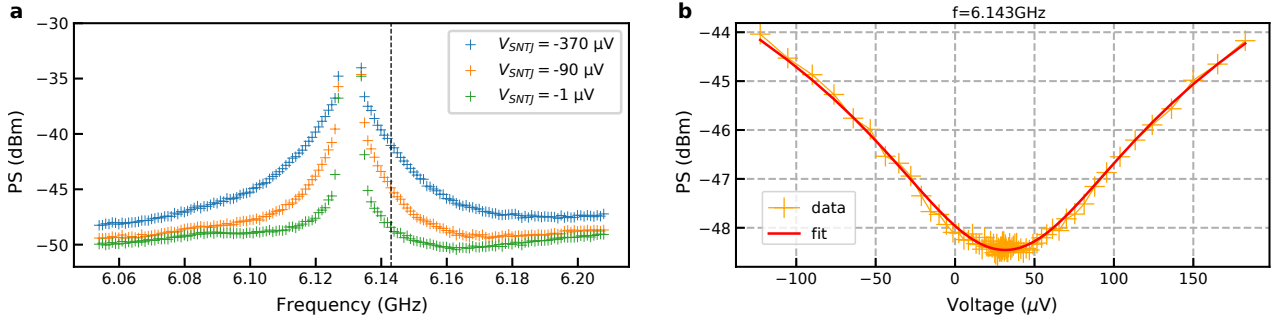 a
−30
−35
−40
−45
−50
PS (dBm)
6.06
6.08
6.10
6.12
6.14
6.16
6.18
6.20
Frequency (GHz)
V_SNTJ = -370 μV
V_SNTJ = -90 μV
V_SNTJ = -1 μV
b
f=6.143GHz
−44
−45
−46
−47
−48
PS (dBm)
−100
−50
0
50
100
150
Voltage(μV)
data
fit